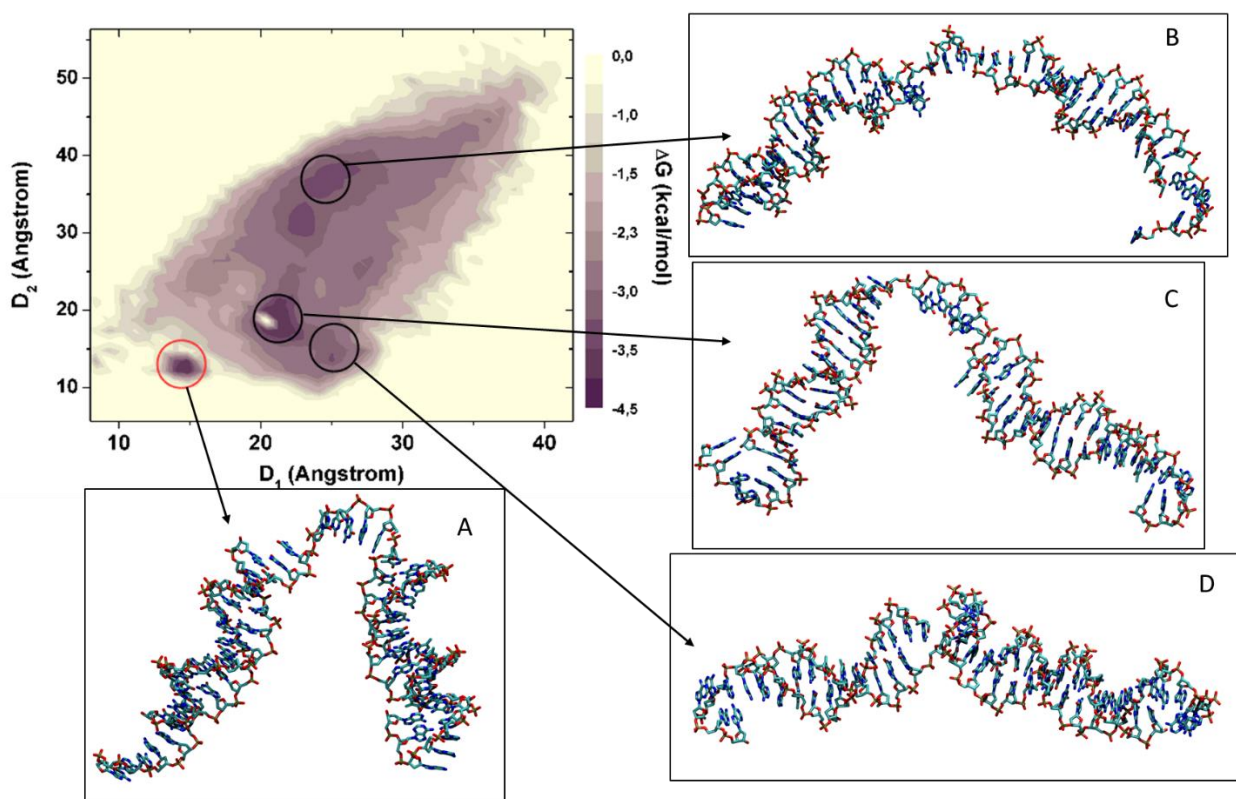 50
40
30
20
10
D₂ (Angstrom)
10 20 30 40
D₁ (Angstrom)
0,0
-1,0
-1,5
-2,3
-3,0
-3,5
-4,5
ΔG (kcal/mol)
B
C
A
D